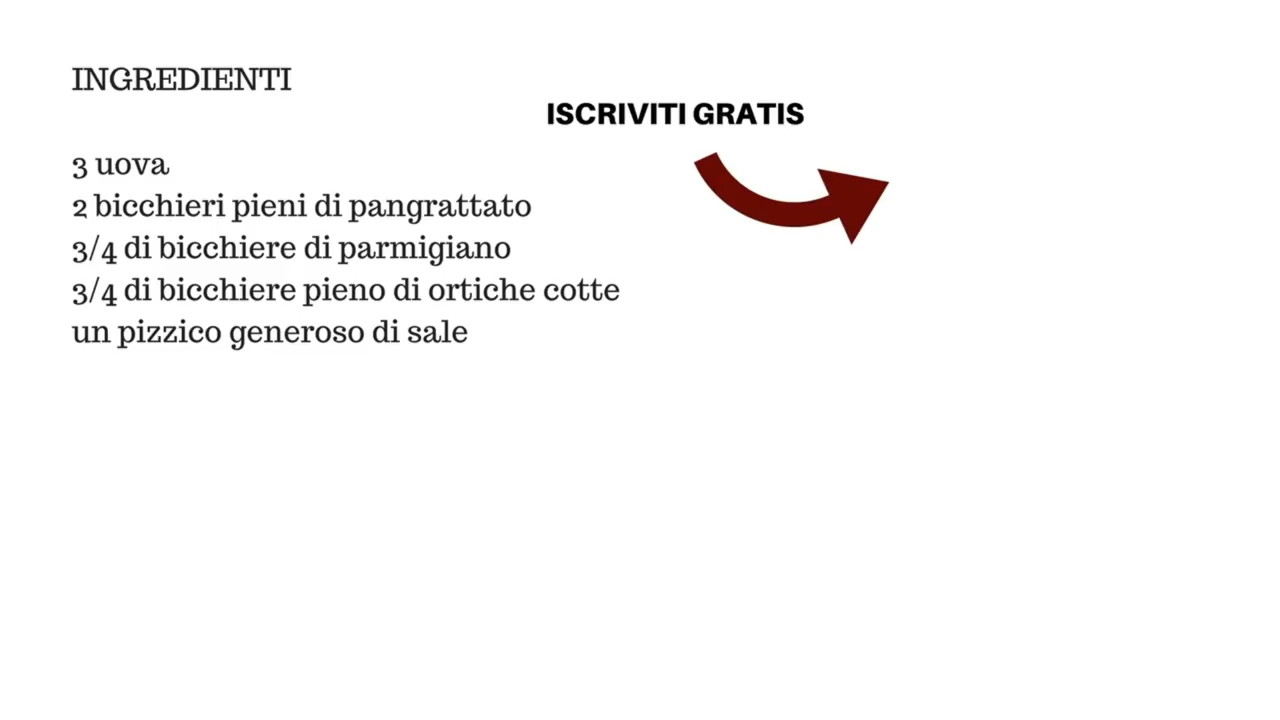 INGREDIENTI
ISCRIVITI GRATIS
3 uova
2 bicchieri pieni di pangrattato
3/4 di bicchiere di parmigiano
3/4 di bicchiere pieno di ortiche cotte
un pizzico generoso di sale